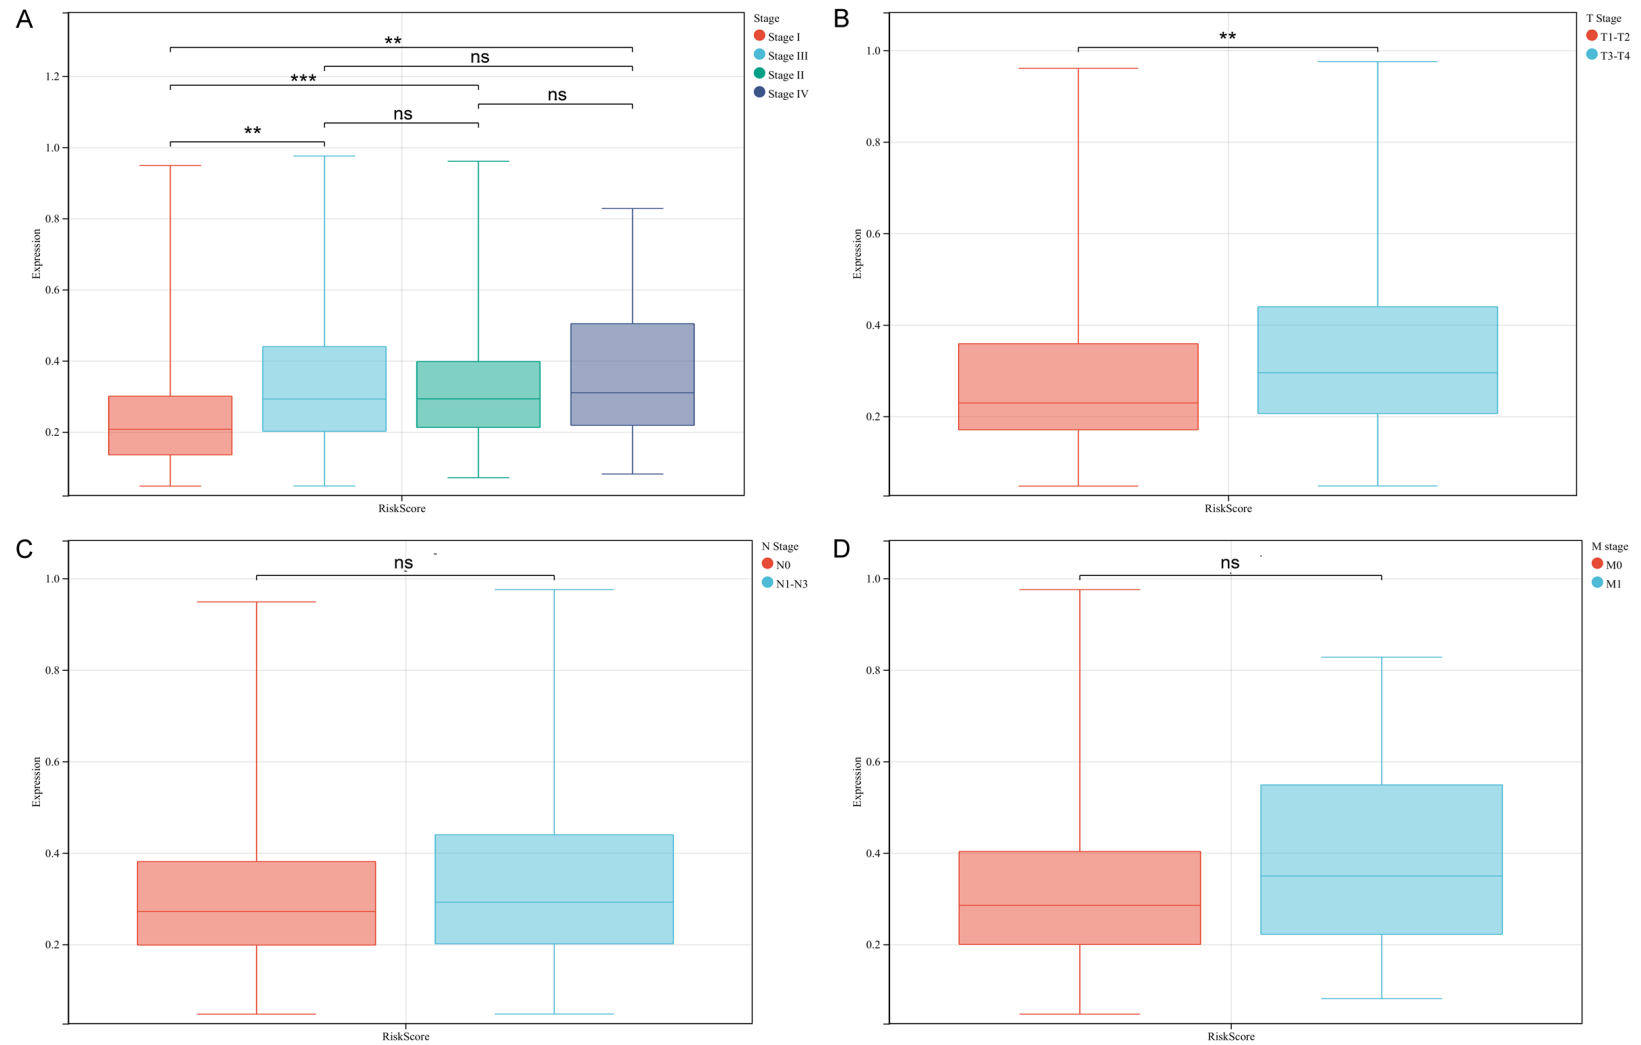 A
Stage
Stage I
Stage III
Stage II
Stage IV
**
ns
***
ns
ns
**
1.2
1.0
0.8
0.6
0.4
0.2
Expression
RiskScore
B
T Stage
T1-T2
T3-T4
**
1.0
0.8
0.6
0.4
0.2
Expression
RiskScore
C
N Stage
N0
N1-N3
ns
1.0
0.8
0.6
0.4
0.2
Expression
RiskScore
D
M stage
M0
M1
ns
1.0
0.8
0.6
0.4
0.2
Expression
RiskScore